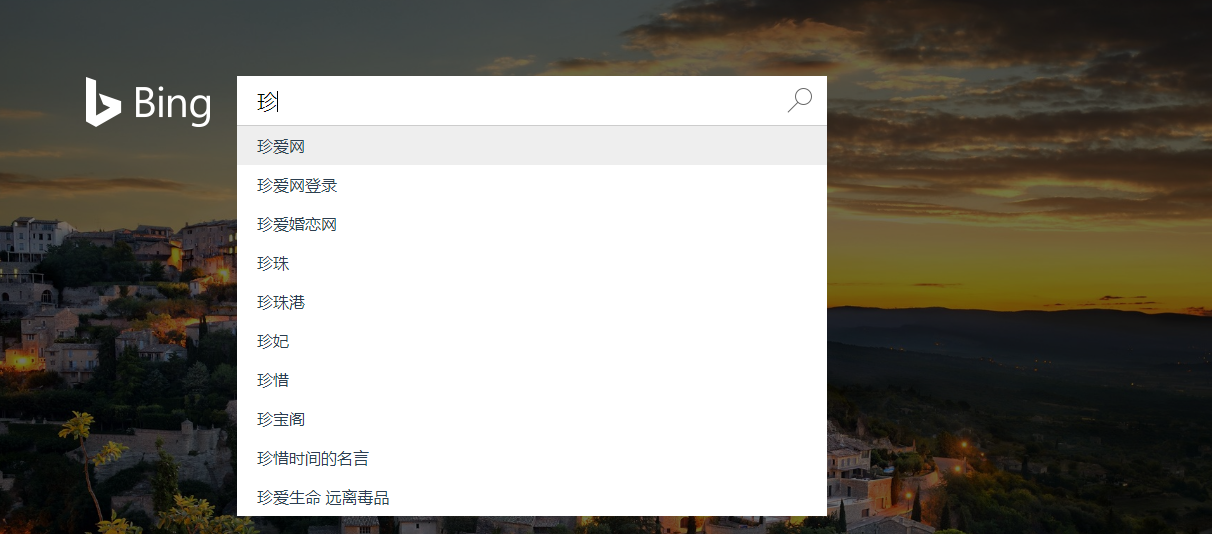 Bing
珍
珍爱网
珍爱网登录
珍爱婚恋网
珍珠
珍珠港
珍妃
珍惜
珍宝阁
珍惜时间的名言
珍爱生命 远离毒品